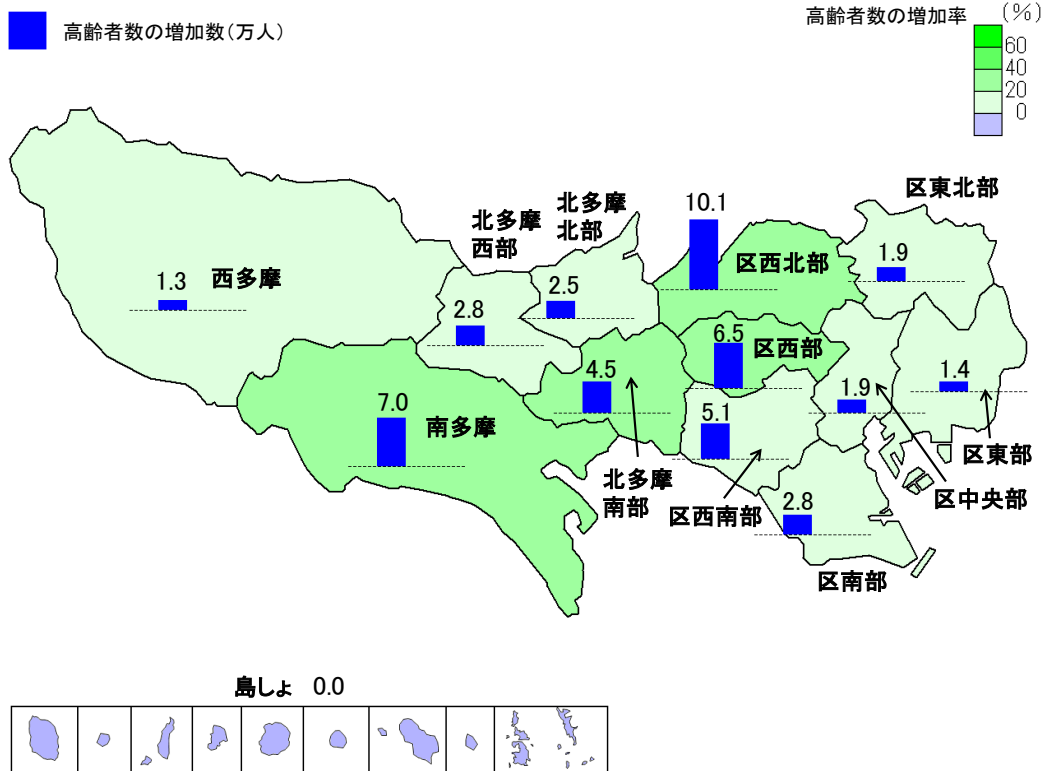 高齢者数の増加数(万人)
高齢者数の増加率 (%)
60
40
20
0
区東北部
北多摩
西部
北多摩
北部
10.1
区西北部
1.9
西多摩
1.3
2.5
2.8
6.5
区西部
4.5
1.4
1.9
7.0
南多摩
5.1
区東部
北多摩
南部
区中央部
区西南部
2.8
区南部
島しょ 0.0